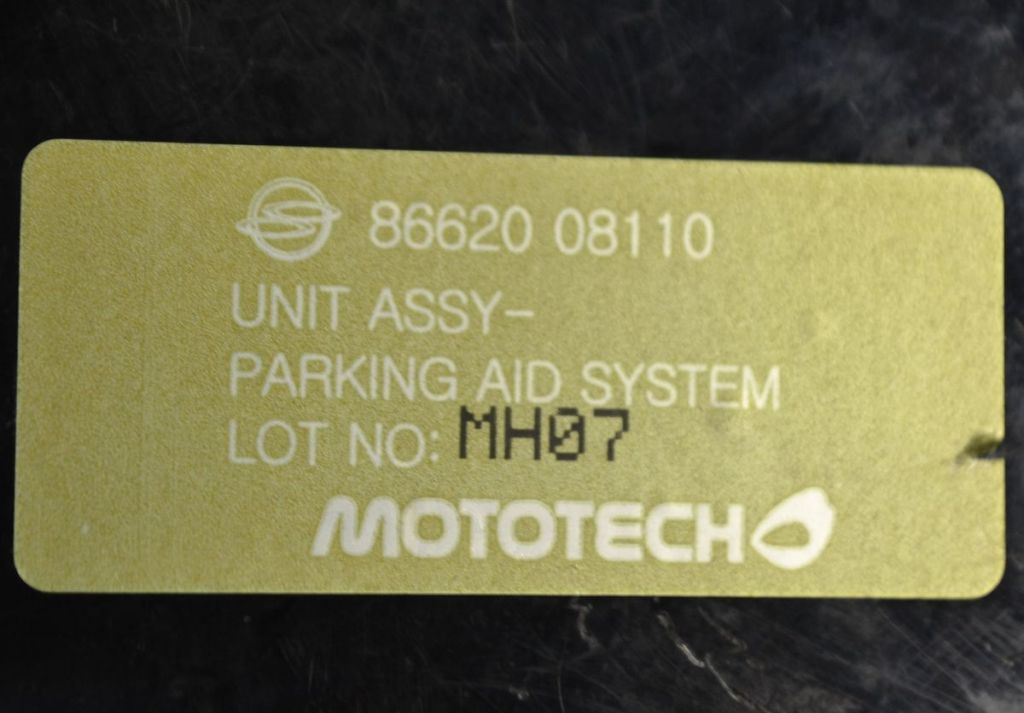 86620 08110
UNIT ASSY-
PARKING AID SYSTEM
LOT NO: MH07
MOTOTECH